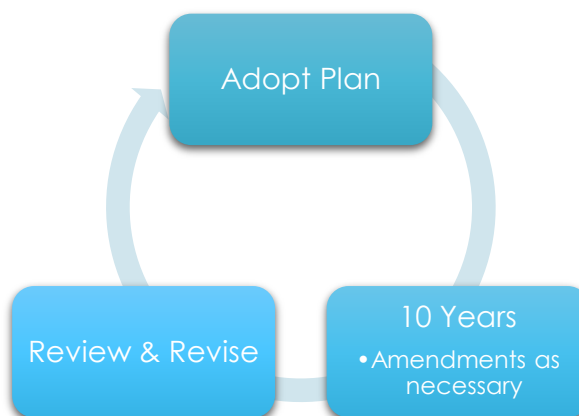 Adopt Plan
10 Years
•Amendments as
necessary
Review & Revise